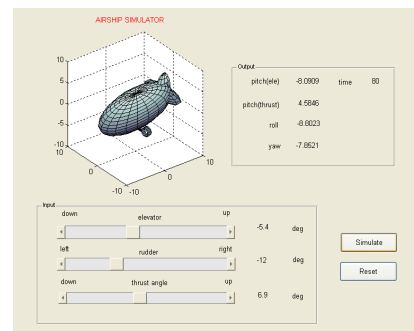 AIRSHIP SIMULATOR
10
5
0
-5
-10
10
0
-10
-10
0
10
Output
pitch(ele) -8.0909 time 80
pitch(thrust) 4.5846
roll -8.8023
yaw -7.8521
Input
down elevator up
-5.4 deg
left rudder right
-12 deg
down thrust angle up
6.9 deg
Simulate
Reset